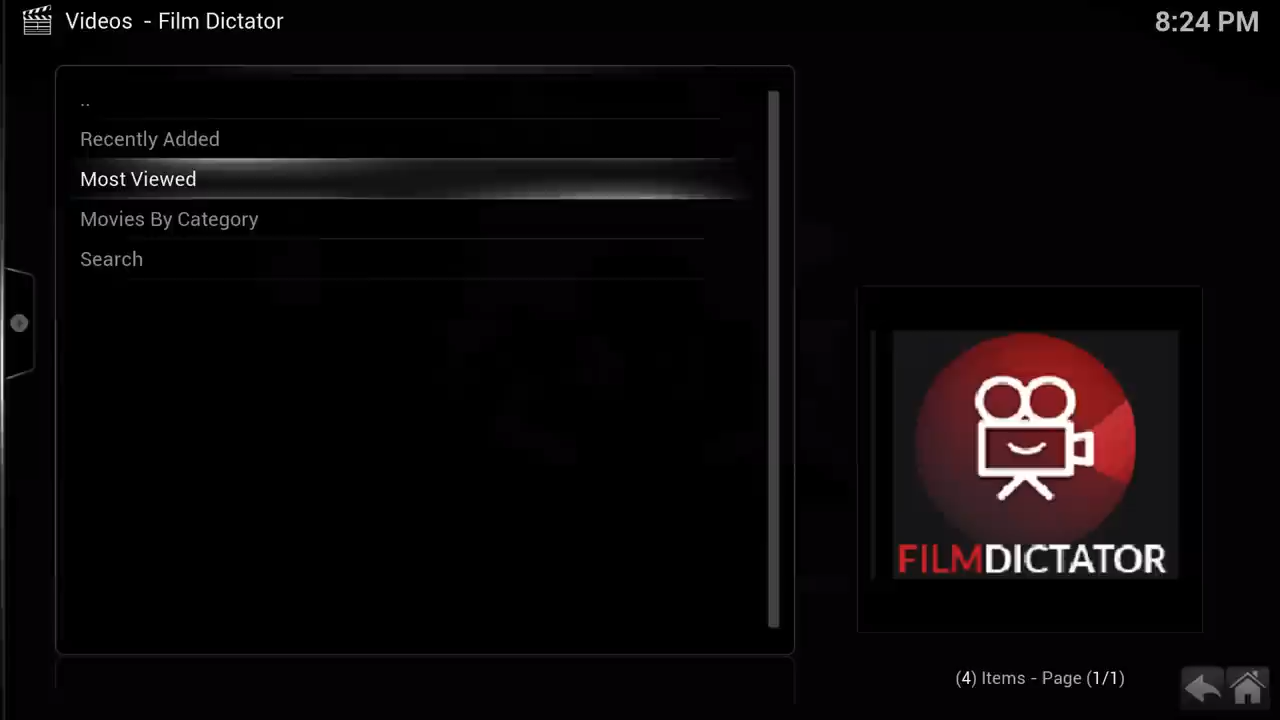 Videos - Film Dictator
8:24 PM
..
Recently Added
Most Viewed
Movies By Category
Search
FILMDICTATOR
(4) Items - Page (1/1)